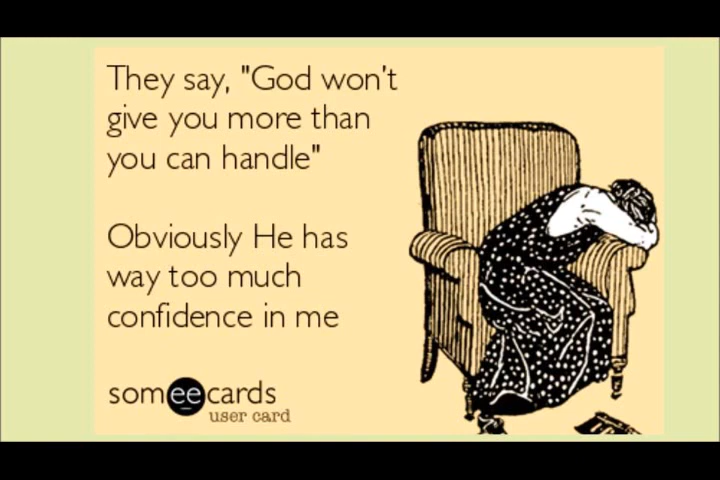 They say, "God won't
give you more than
you can handle"
Obviously He has
way too much
confidence in me
someecards
user card